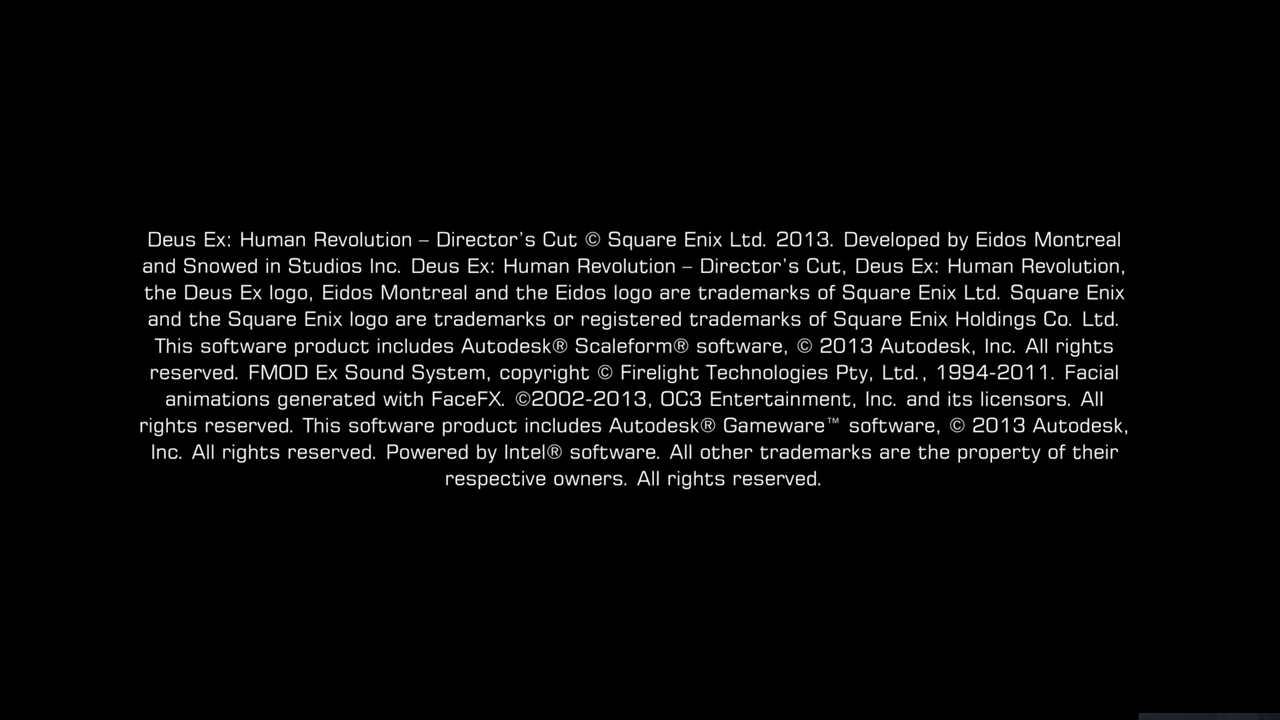 Deus Ex: Human Revolution – Director's Cut © Square Enix Ltd. 2013. Developed by Eidos Montreal
and Snowed in Studios Inc. Deus Ex: Human Revolution – Director's Cut, Deus Ex: Human Revolution,
the Deus Ex logo, Eidos Montreal and the Eidos logo are trademarks of Square Enix Ltd. Square Enix
and the Square Enix logo are trademarks or registered trademarks of Square Enix Holdings Co. Ltd.
This software product includes Autodesk® Scaleform® software, © 2013 Autodesk, Inc. All rights
reserved. FMOD Ex Sound System, copyright © Firelight Technologies Pty, Ltd., 1994-2011. Facial
animations generated with FaceFX. ©2002-2013, OC3 Entertainment, Inc. and its licensors. All
rights reserved. This software product includes Autodesk® Gameware™ software, © 2013 Autodesk,
Inc. All rights reserved. Powered by Intel® software. All other trademarks are the property of their
respective owners. All rights reserved.